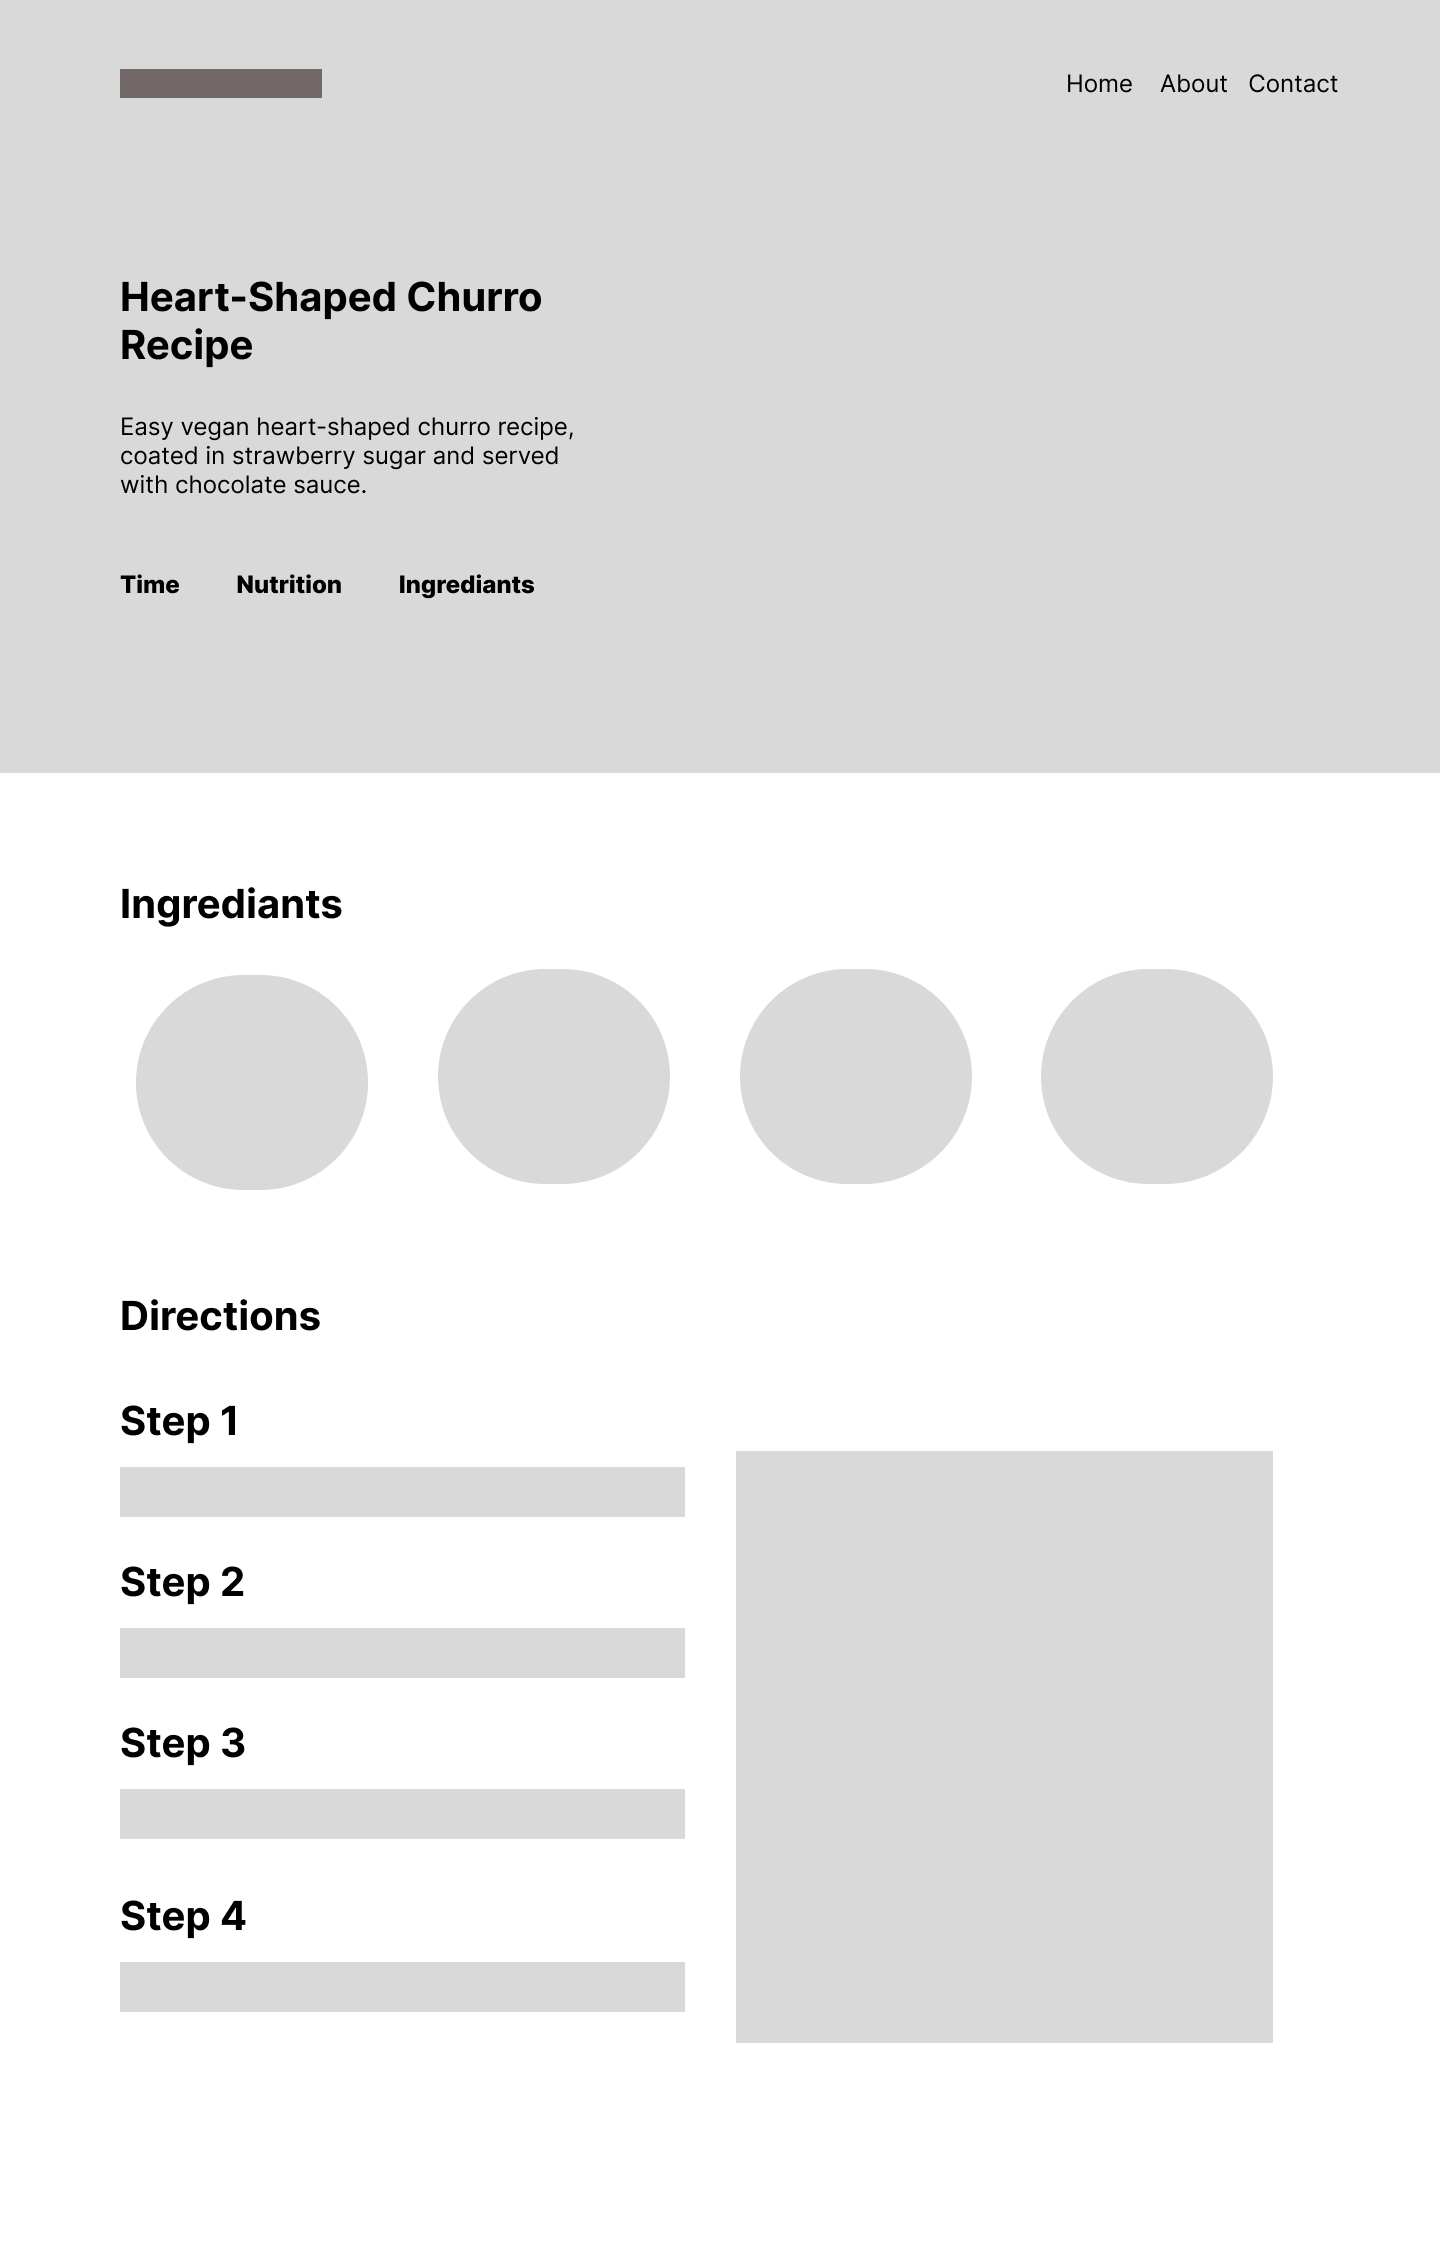 Home About Contact
Heart-Shaped Churro
Recipe
Easy vegan heart-shaped churro recipe,
coated in strawberry sugar and served
with chocolate sauce.
Time Nutrition Ingrediants
Ingrediants
Directions
Step 1
Step 2
Step 3
Step 4